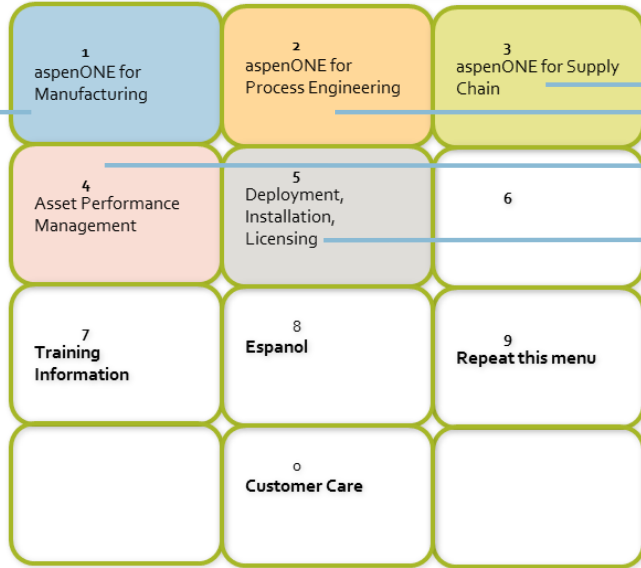 1
aspenONE for
Manufacturing
2
aspenONE for
Process Engineering
3
aspenONE for Supply
Chain
4
Asset Performance
Management
5
Deployment,
Installation,
Licensing
6
7
Training
Information
8
Espanol
9
Repeat this menu
0
Customer Care